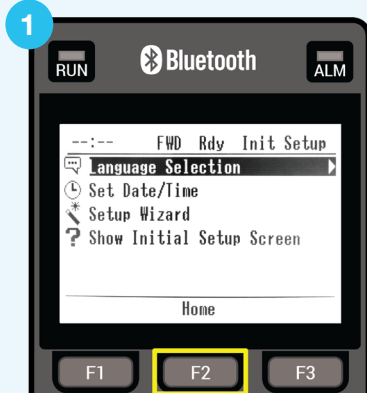 1
RUN
Bluetooth
ALM
--:-- FWD Rdy Init Setup
Language Selection
Set Date/Time
Setup Wizard
Show Initial Setup Screen
Home
F1 F2 F3